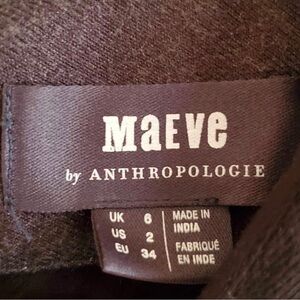 MaEVe
by ANTHROPOLOGIE
UK 6 MADE IN
US 2 INDIA
EU 34 FABRIQUÉ
EN INDE